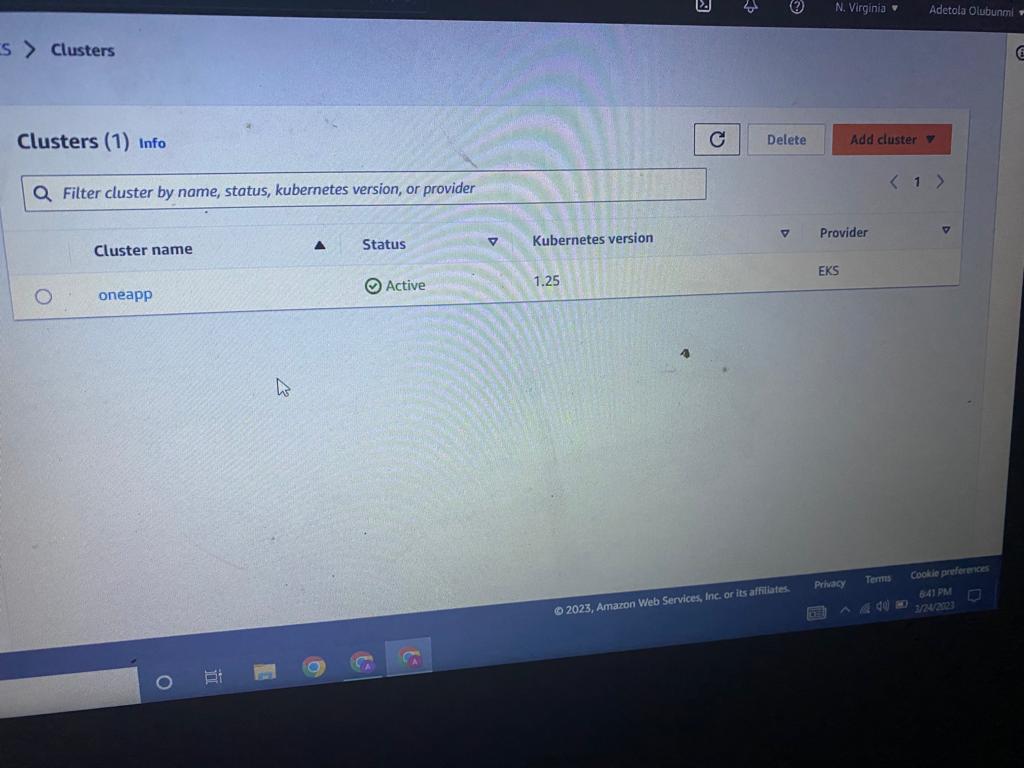 N. Virginia
Adetola Olubunmi
Clusters
Clusters (1) Info
Delete
Add cluster
Filter cluster by name, status, kubernetes version, or provider
1
Cluster name
Status
Kubernetes version
Provider
oneapp
Active
1.25
EKS
© 2023, Amazon Web Services, Inc. or its affiliates.
Privacy
Terms
Cookie preferences
6:41 PM
3/24/2023